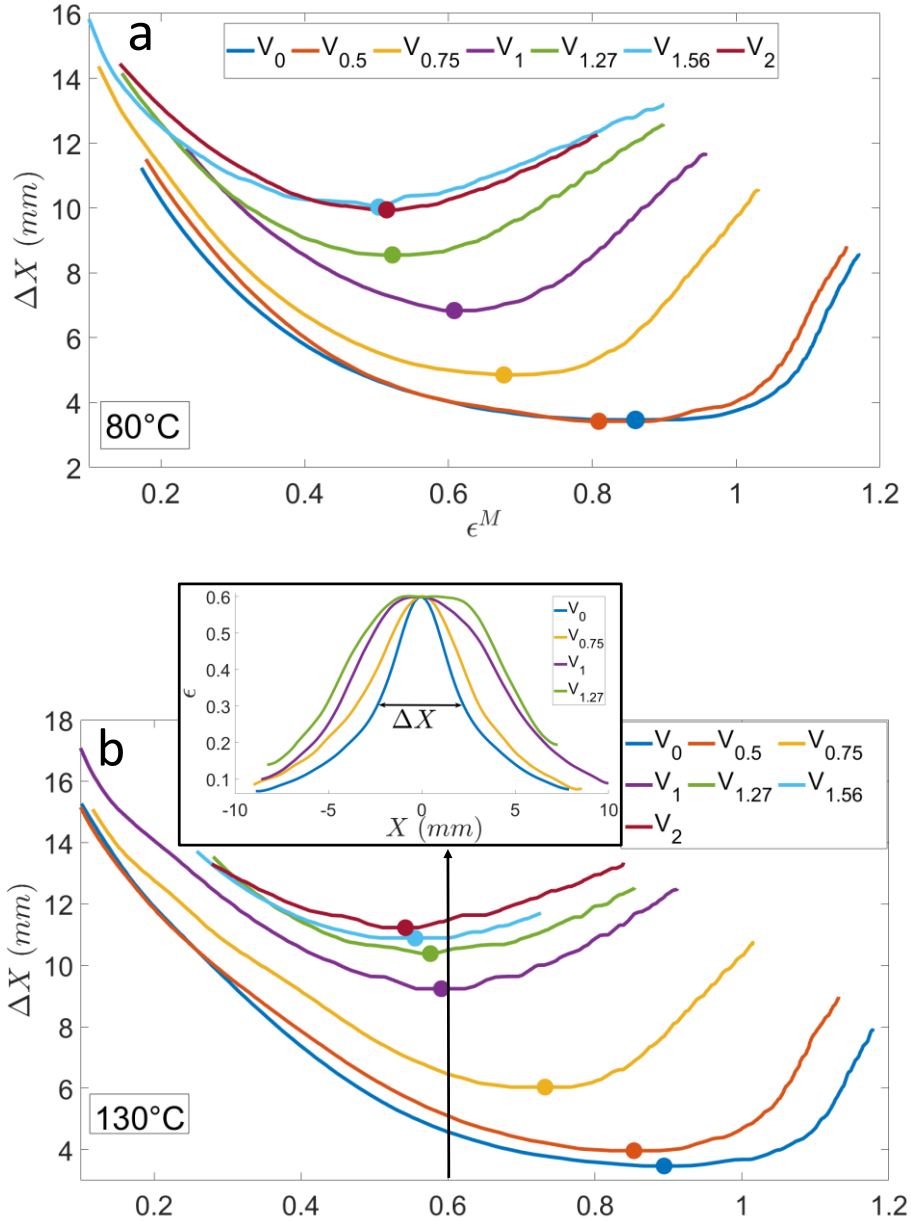 a
V0 V0.5 V0.75 V1 V1.27 V1.56 V2
16
14
12
10
8
6
4
2
ΔX (mm)
80°C
0.2 0.4 0.6 0.8 1 1.2
ϵ^M
0.6
0.4
0.3
0.2
0.1
ϵ
V0
V0.75
V1
V1.27
ΔX
-10 -5 0 5 10
X (mm)
b
V0 V0.5 V0.75
V1 V1.27 V1.56
V2
18
16
14
12
10
8
6
4
ΔX (mm)
130°C
0.2 0.4 0.6 0.8 1 1.2